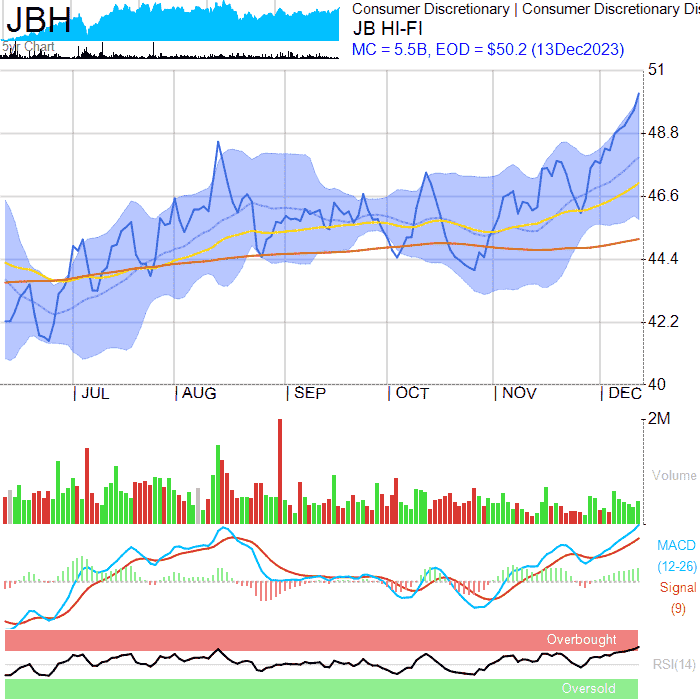 JBH
5yr Chart
Consumer Discretionary | Consumer Discretionary Dis
JB HI-FI
MC = 5.5B, EOD = $50.2 (13Dec2023)
51
48.8
46.6
44.4
42.2
40
| JUL | AUG | SEP | OCT | NOV | DEC
2M
Volume
MACD
(12-26)
Signal
(9)
Overbought
RSI(14)
Oversold